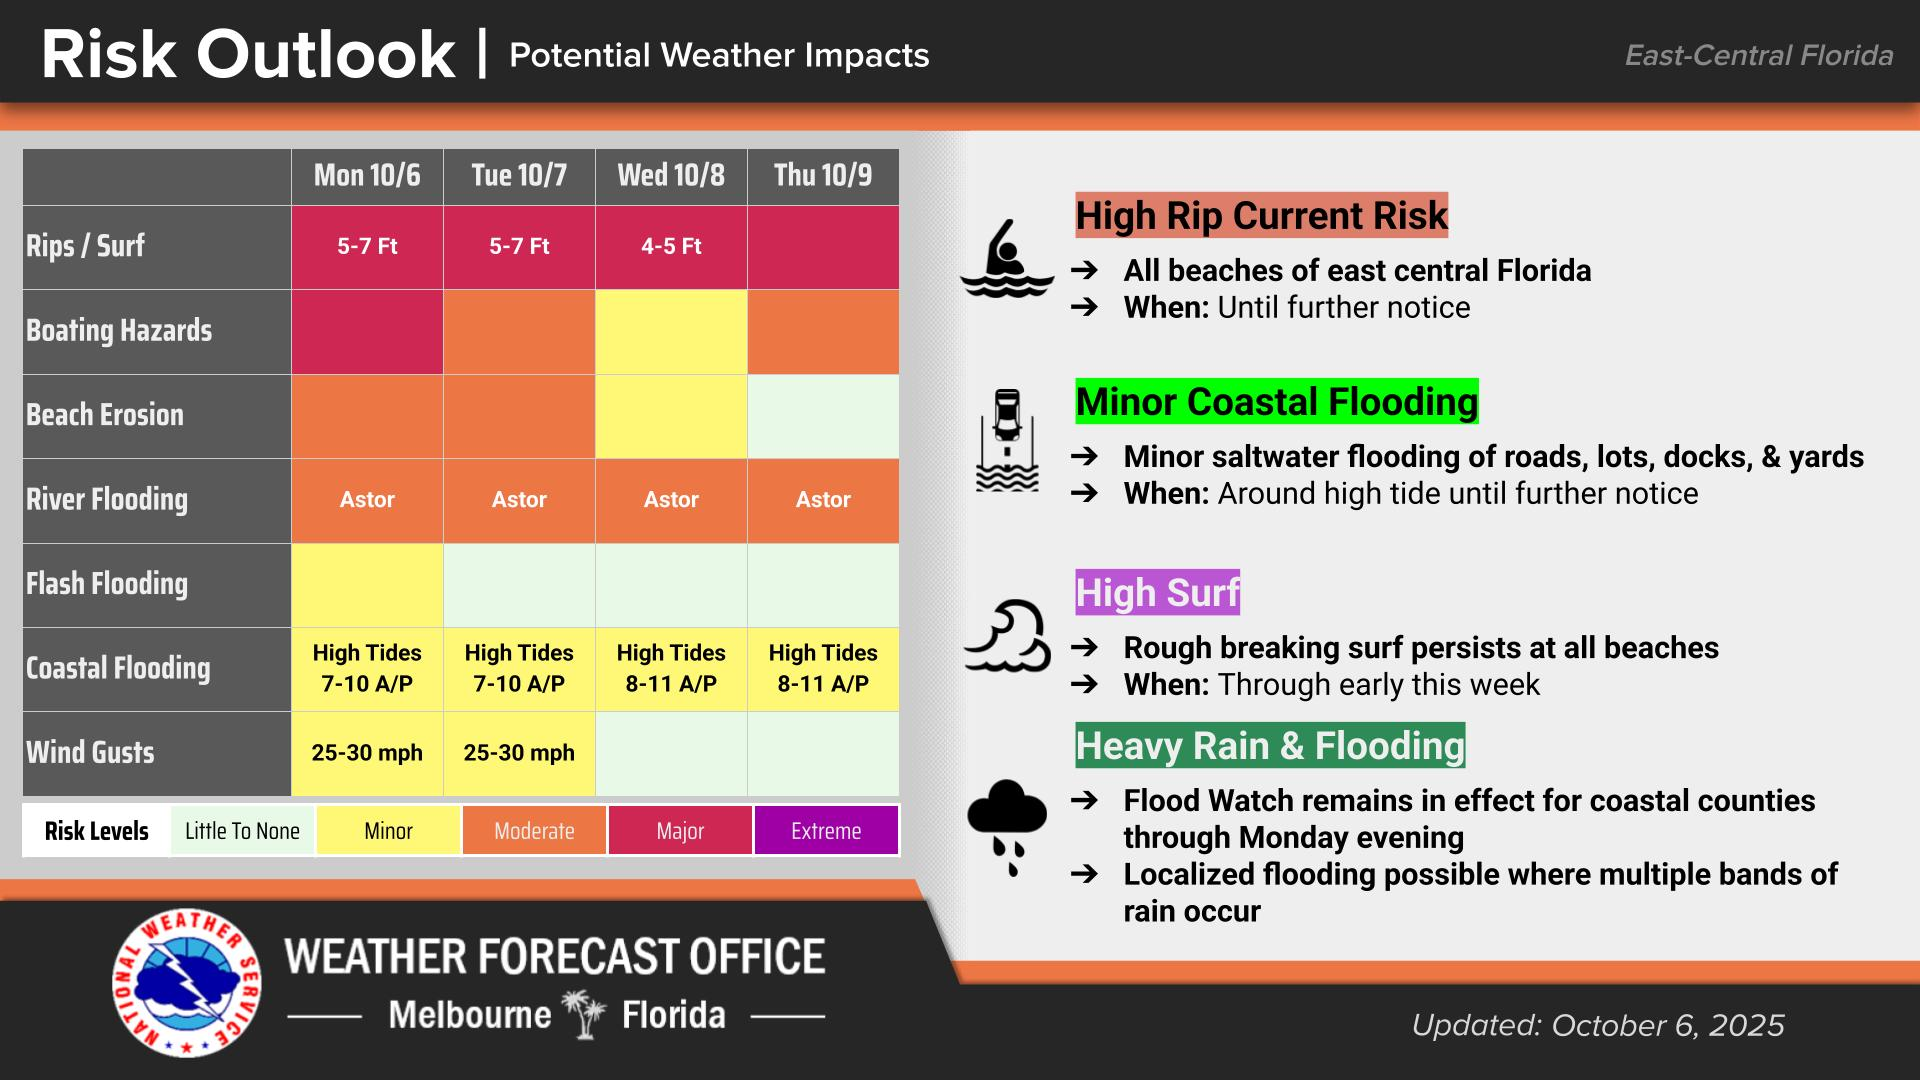 Risk Outlook | Potential Weather Impacts
East-Central Florida
Mon 10/6 Tue 10/7 Wed 10/8 Thu 10/9
Rips / Surf 5-7 Ft 5-7 Ft 4-5 Ft
Boating Hazards
Beach Erosion
River Flooding Astor Astor Astor Astor
Flash Flooding
Coastal Flooding High Tides High Tides High Tides High Tides
7-10 A/P 7-10 A/P 8-11 A/P 8-11 A/P
Wind Gusts 25-30 mph 25-30 mph
Risk Levels Little To None Minor Moderate Major Extreme
High Rip Current Risk
➔ All beaches of east central Florida
➔ When: Until further notice
Minor Coastal Flooding
➔ Minor saltwater flooding of roads, lots, docks, & yards
➔ When: Around high tide until further notice
High Surf
➔ Rough breaking surf persists at all beaches
➔ When: Through early this week
Heavy Rain & Flooding
➔ Flood Watch remains in effect for coastal counties
through Monday evening
➔ Localized flooding possible where multiple bands of
rain occur
NATIONAL WEATHER SERVICE
WEATHER FORECAST OFFICE
Melbourne Florida
Updated: October 6, 2025